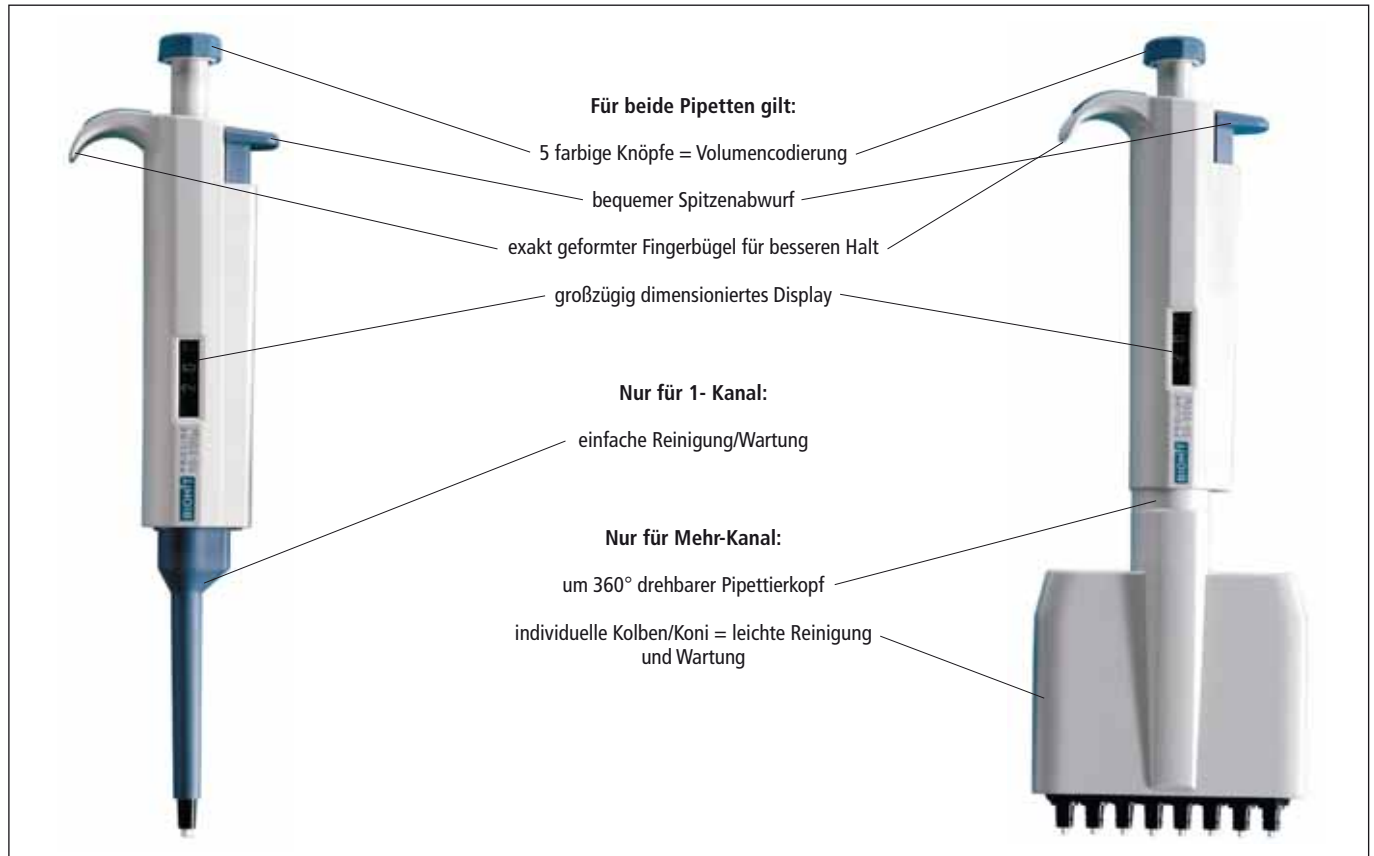 Für beide Pipetten gilt:
5 farbige Knöpfe = Volumencodierung
bequemer Spitzenabwurf
exakt geformter Fingerbügel für besseren Halt
großzügig dimensioniertes Display
Nur für 1- Kanal:
einfache Reinigung/Wartung
Nur für Mehr-Kanal:
um 360° drehbarer Pipettierkopf
individuelle Kolben/Koni = leichte Reinigung
und Wartung
BIOHIT
BIOHIT